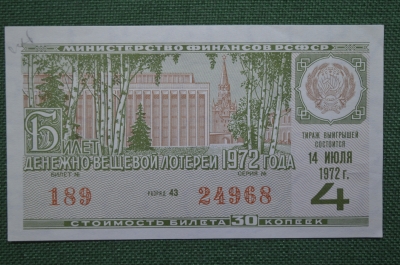 МИНИСТЕРСТВО ФИНАНСОВ РСФСР
БИЛЕТ
ДЕНЕЖНО-ВЕЩЕВОЙ ЛОТЕРЕИ 1972 ГОДА
БИЛЕТ №
РАЗРЯД 43
СЕРИЯ №
189
24968
ТИРАЖ ВЫИГРЫШЕЙ
СОСТОИТСЯ
14 ИЮЛЯ
1972 г.
4
СТОИМОСТЬ БИЛЕТА 30 КОПЕЕК